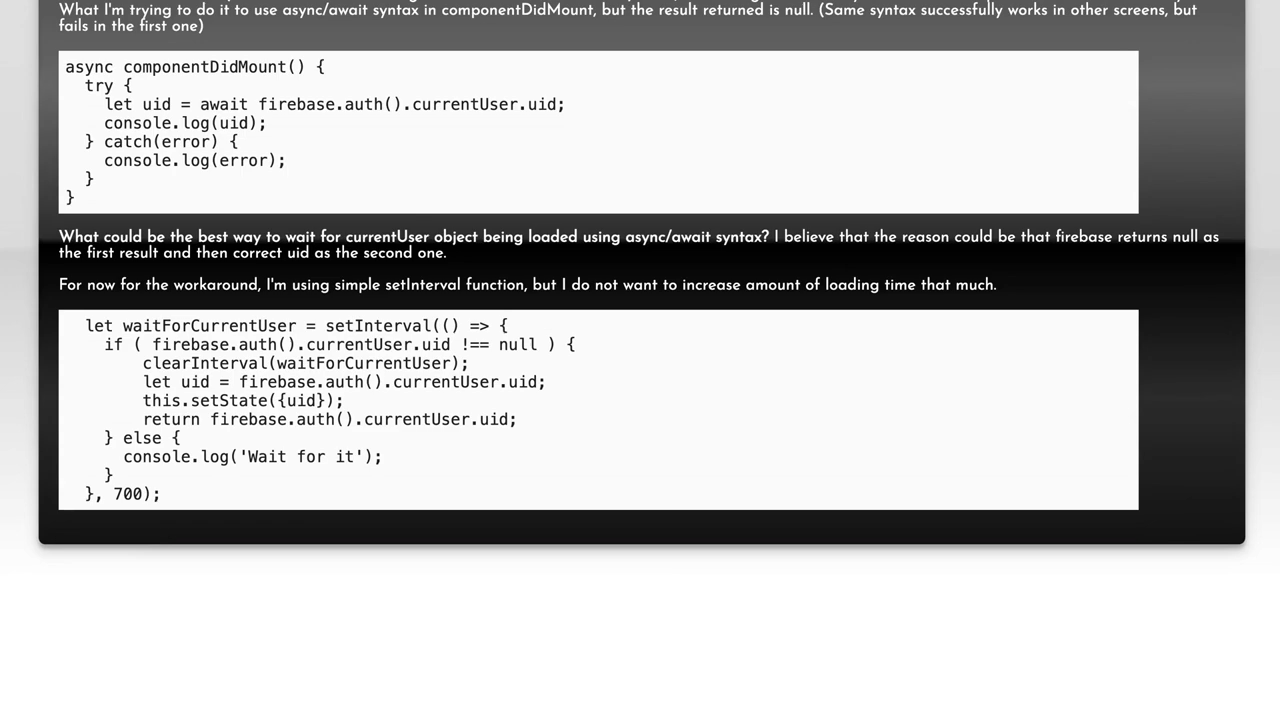 What I'm trying to do it to use async/await syntax in componentDidMount, but the result returned is null. (Same syntax successfully works in other screens, but
fails in the first one)
async componentDidMount() {
  try {
    let uid = await firebase.auth().currentUser.uid;
    console.log(uid);
  } catch(error) {
    console.log(error);
  }
}
What could be the best way to wait for currentUser object being loaded using async/await syntax? I believe that the reason could be that firebase returns null as
the first result and then correct uid as the second one.
For now for the workaround, I'm using simple setInterval function, but I do not want to increase amount of loading time that much.
  let waitForCurrentUser = setInterval(() => {
    if ( firebase.auth().currentUser.uid !== null ) {
        clearInterval(waitForCurrentUser);
        let uid = firebase.auth().currentUser.uid;
        this.setState({uid});
        return firebase.auth().currentUser.uid;
    } else {
      console.log('Wait for it');
    }
  }, 700);